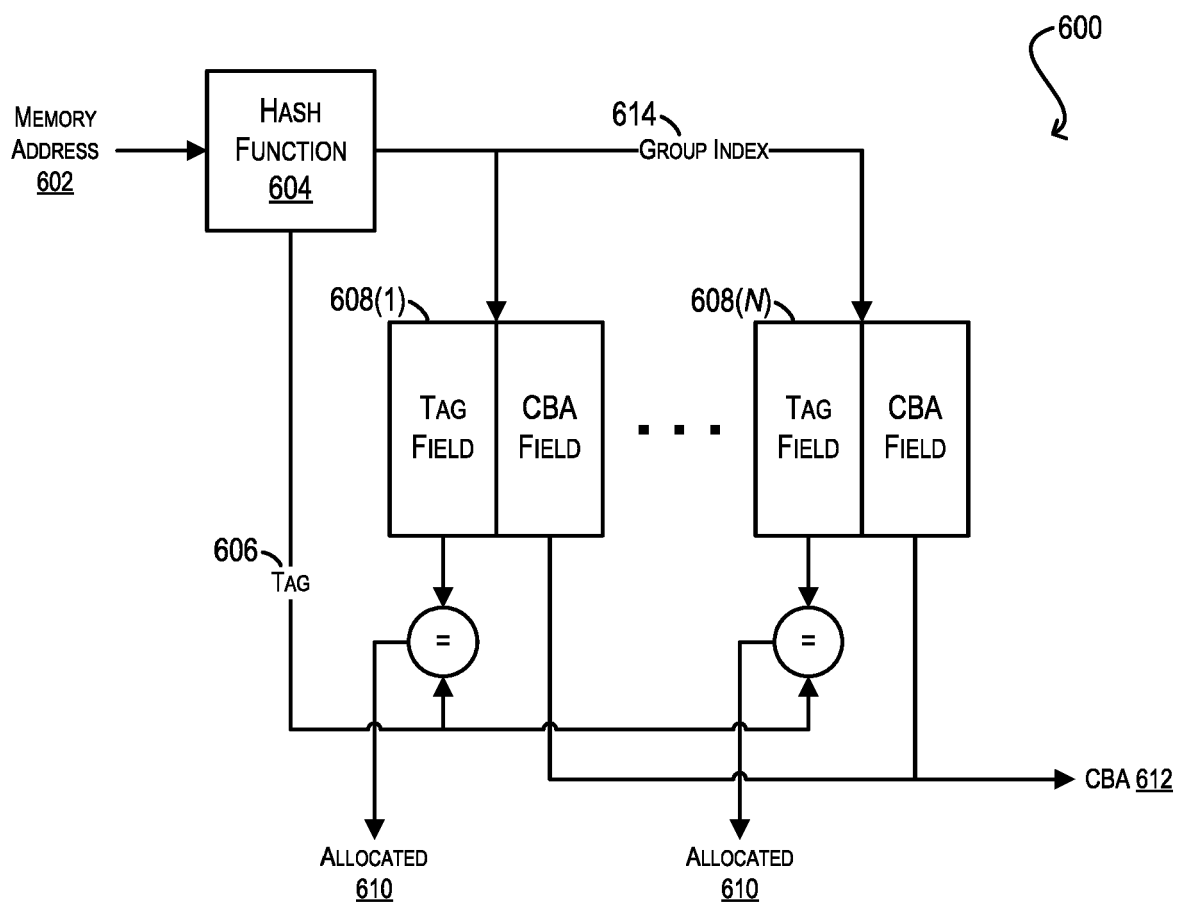 600
MEMORY
ADDRESS
602
HASH
FUNCTION
604
614
GROUP INDEX
608(1)
608(N)
TAG
FIELD
CBA
FIELD
TAG
FIELD
CBA
FIELD
606
TAG
=
=
CBA 612
ALLOCATED
610
ALLOCATED
610